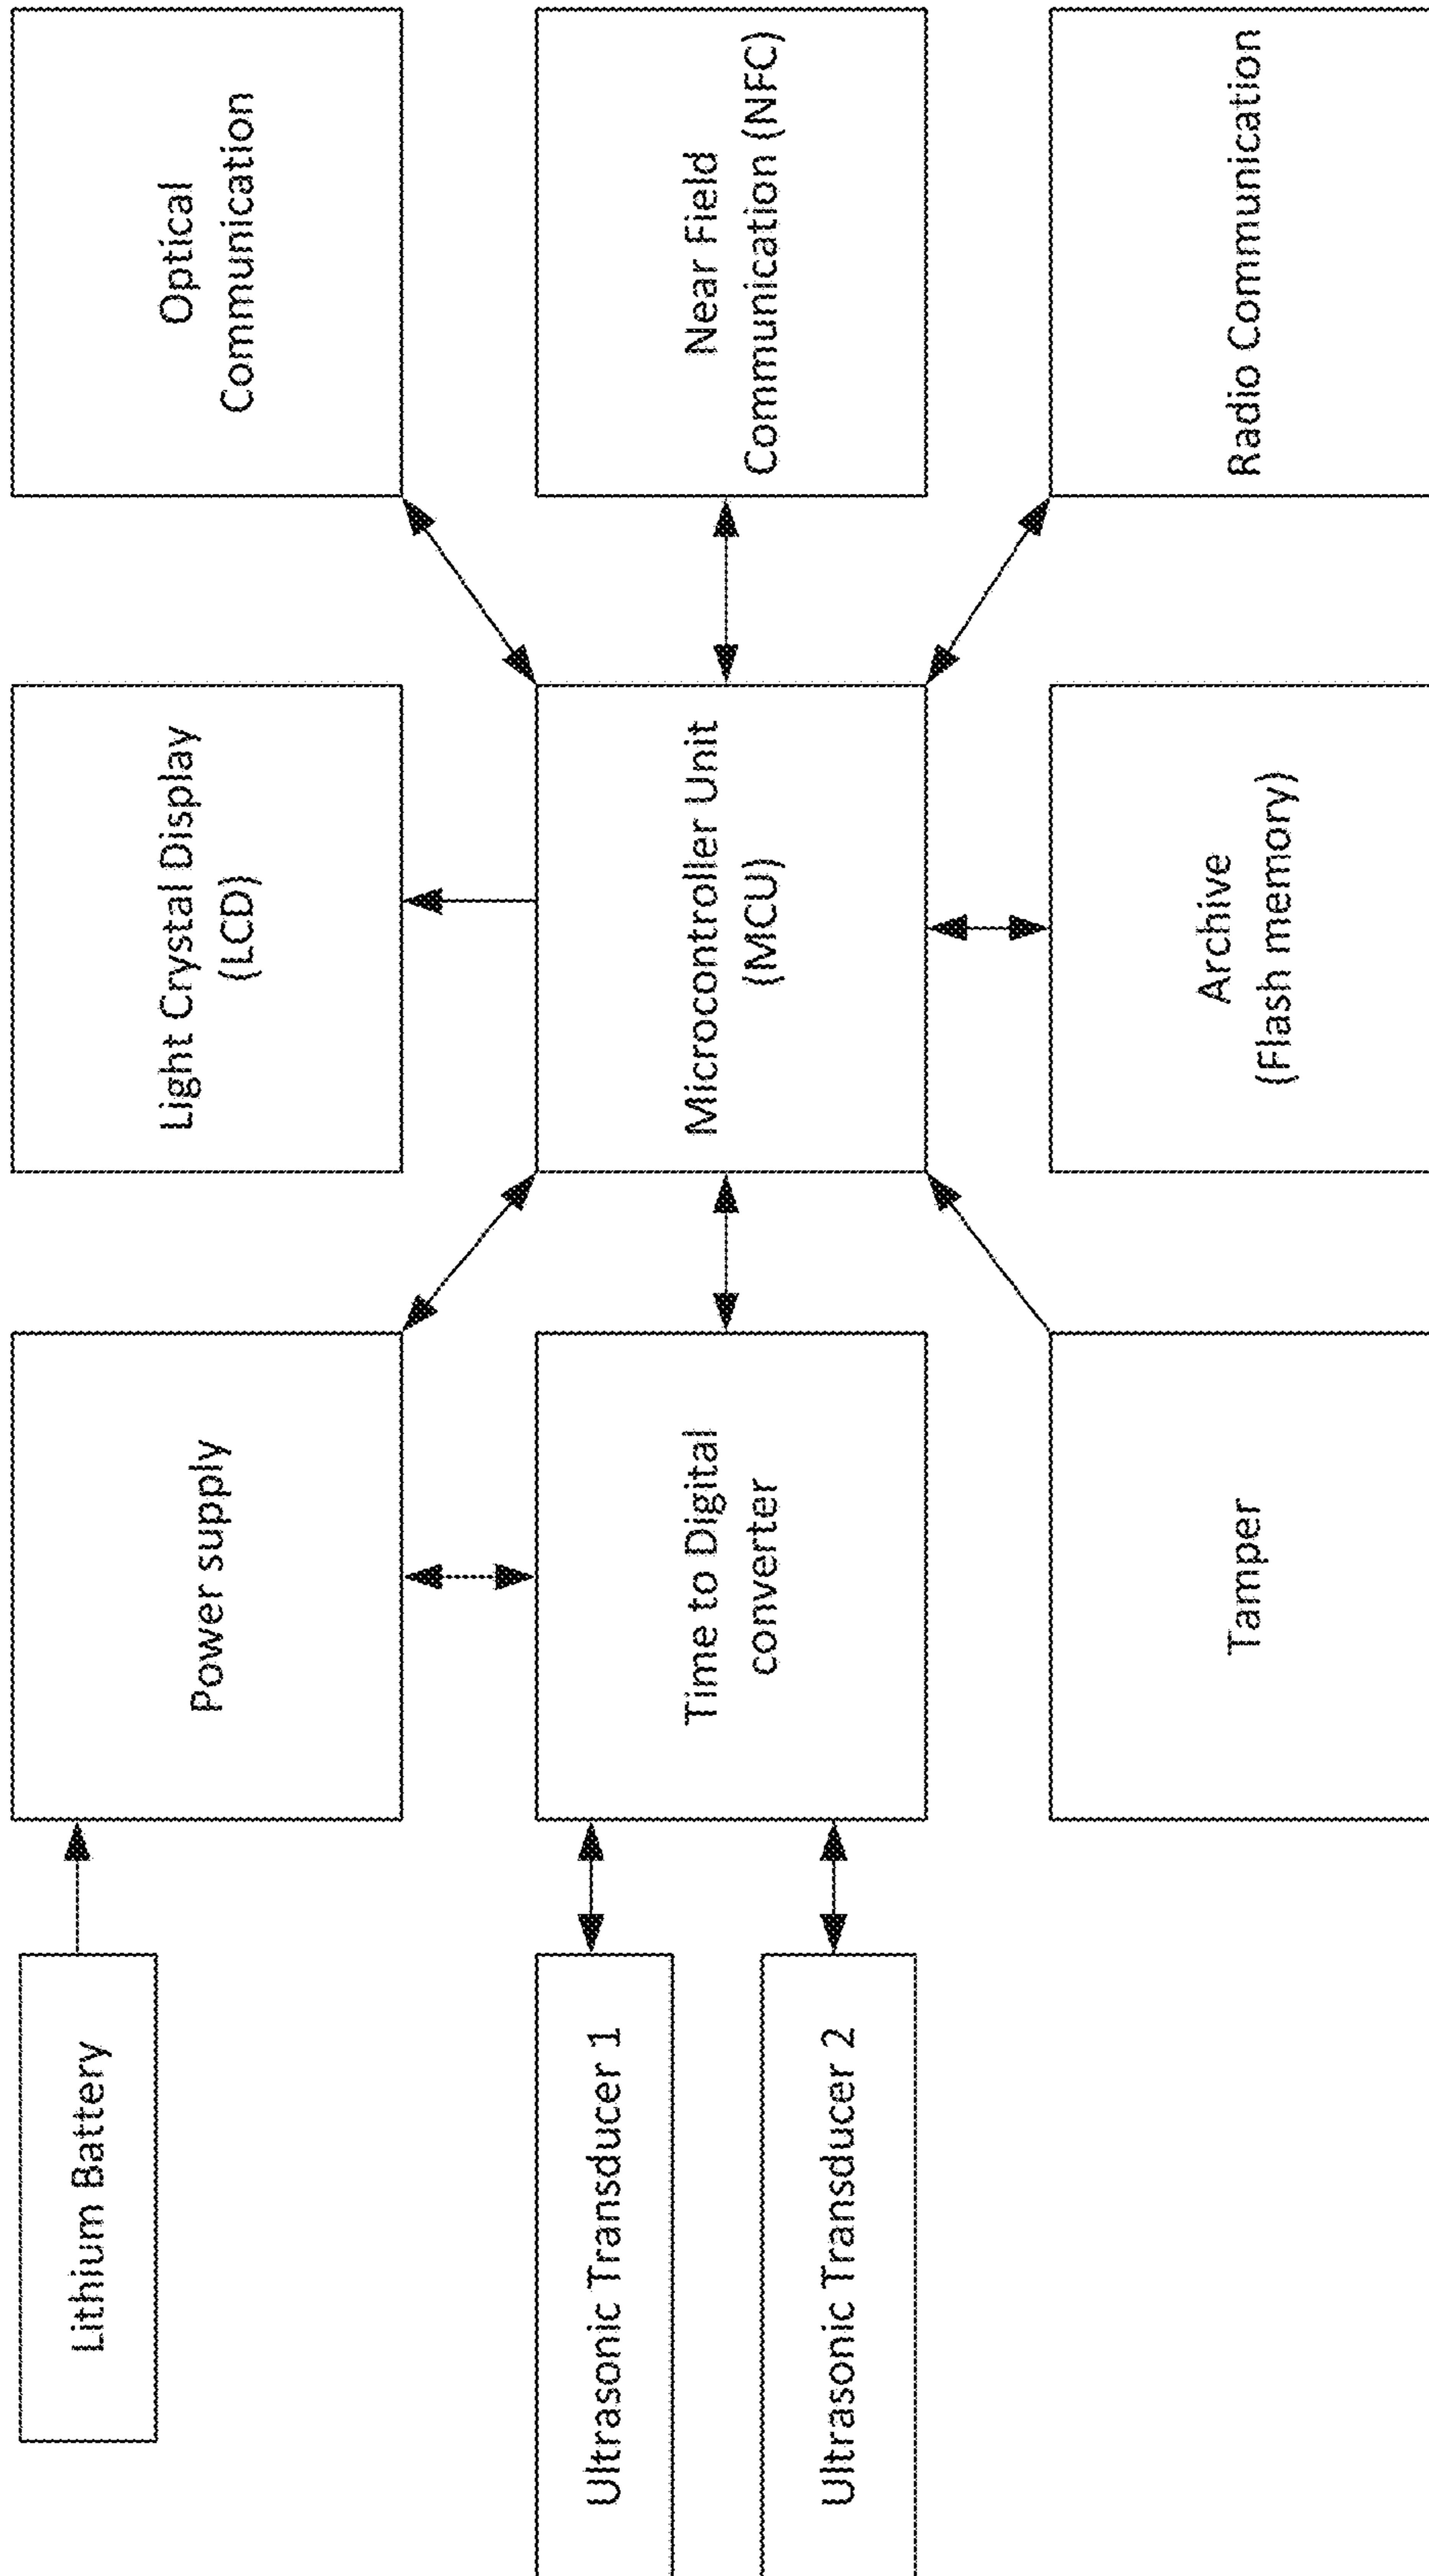 Lithium Battery
Power supply
Light Crystal Display
(LCD)
Optical
Communication
Ultrasonic Transducer 1
Ultrasonic Transducer 2
Time to Digital
converter
Microcontroller Unit
(MCU)
Near Field
Communication (NFC)
Tamper
Archive
(Flash memory)
Radio Communication